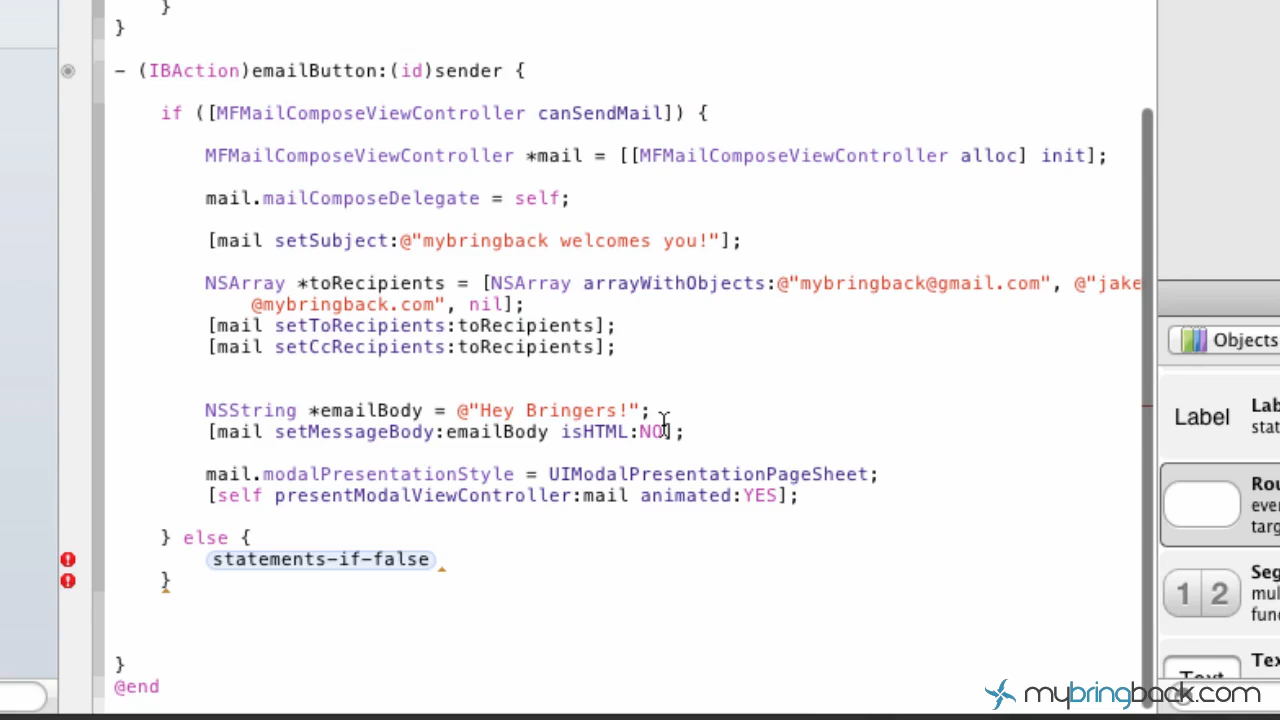 }
}
- (IBAction)emailButton:(id)sender {
if ([MFMailComposeViewController canSendMail]) {
MFMailComposeViewController *mail = [[MFMailComposeViewController alloc] init];
mail.mailComposeDelegate = self;
[mail setSubject:@"mybringback welcomes you!"];
NSArray *toRecipients = [NSArray arrayWithObjects:@"mybringback@gmail.com", @"jake
@mybringback.com", nil];
[mail setToRecipients:toRecipients];
[mail setCcRecipients:toRecipients];
NSString *emailBody = @"Hey Bringers!";
[mail setMessageBody:emailBody isHTML:NO];
mail.modalPresentationStyle = UIModalPresentationPageSheet;
[self presentModalViewController:mail animated:YES];
} else {
statements-if-false
}
}
@end
Objects
Label
Lab
stat
Rou
even
targ
1 2
Seg
mul
fun
Tex
Text
mybringback.com